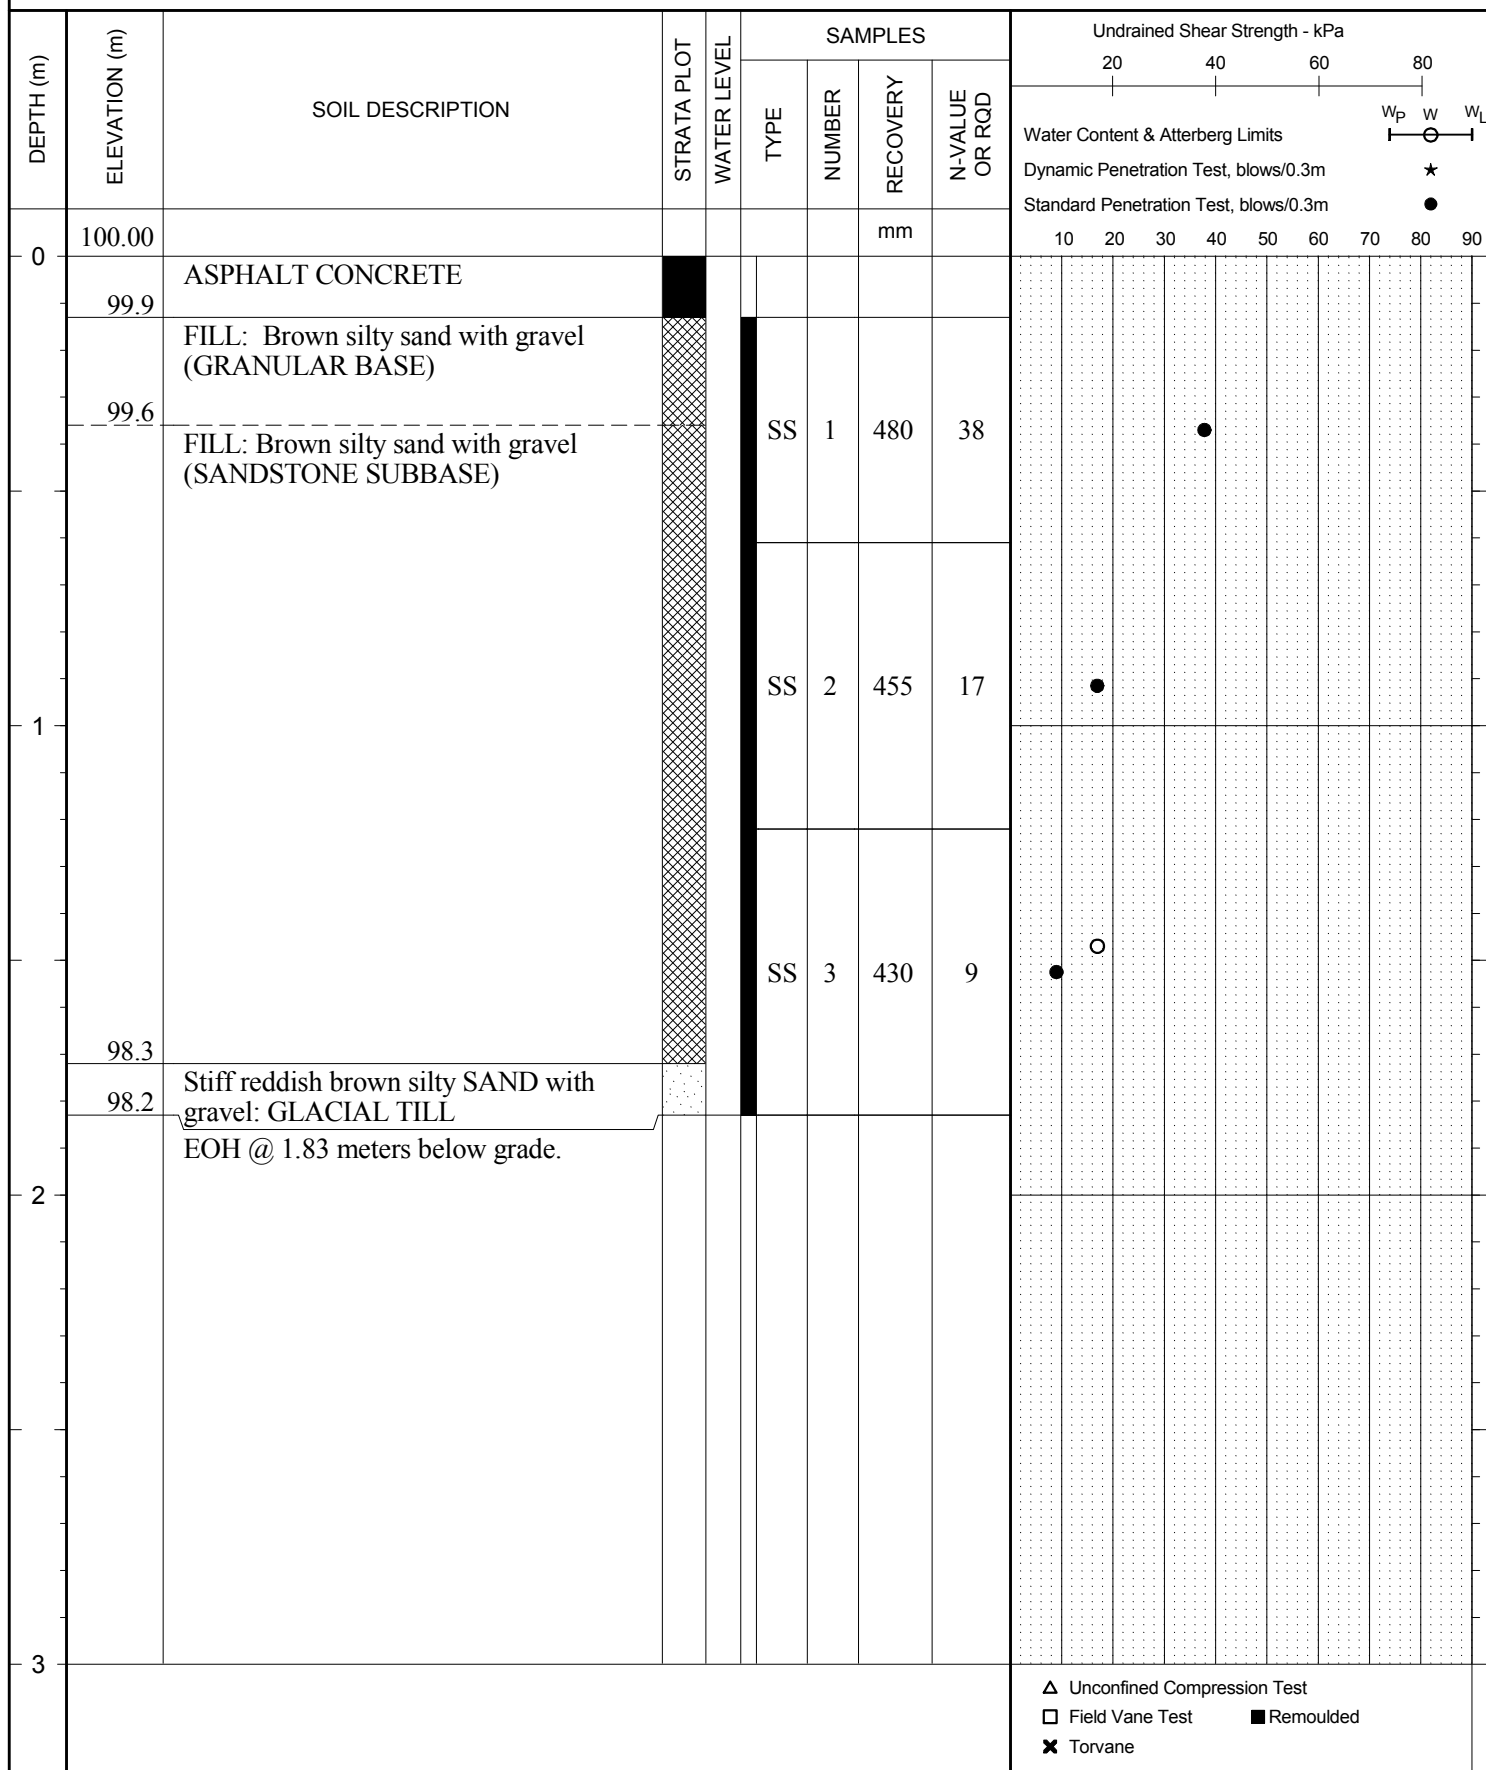 DEPTH (m)
ELEVATION (m)
SOIL DESCRIPTION
STRATA PLOT
WATER LEVEL
SAMPLES
TYPE
NUMBER
RECOVERY
N-VALUE
OR RQD
Undrained Shear Strength - kPa
20 40 60 80
Water Content & Atterberg Limits
WP W WL
Dynamic Penetration Test, blows/0.3m ★
Standard Penetration Test, blows/0.3m ●
mm
10 20 30 40 50 60 70 80 90
100.00
0
ASPHALT CONCRETE
99.9
FILL: Brown silty sand with gravel
(GRANULAR BASE)
99.6
FILL: Brown silty sand with gravel
(SANDSTONE SUBBASE)
SS 1 480 38
SS 2 455 17
1
SS 3 430 9
98.3
Stiff reddish brown silty SAND with
98.2
gravel: GLACIAL TILL
EOH @ 1.83 meters below grade.
2
3
△ Unconfined Compression Test
□ Field Vane Test ■ Remoulded
✖ Torvane